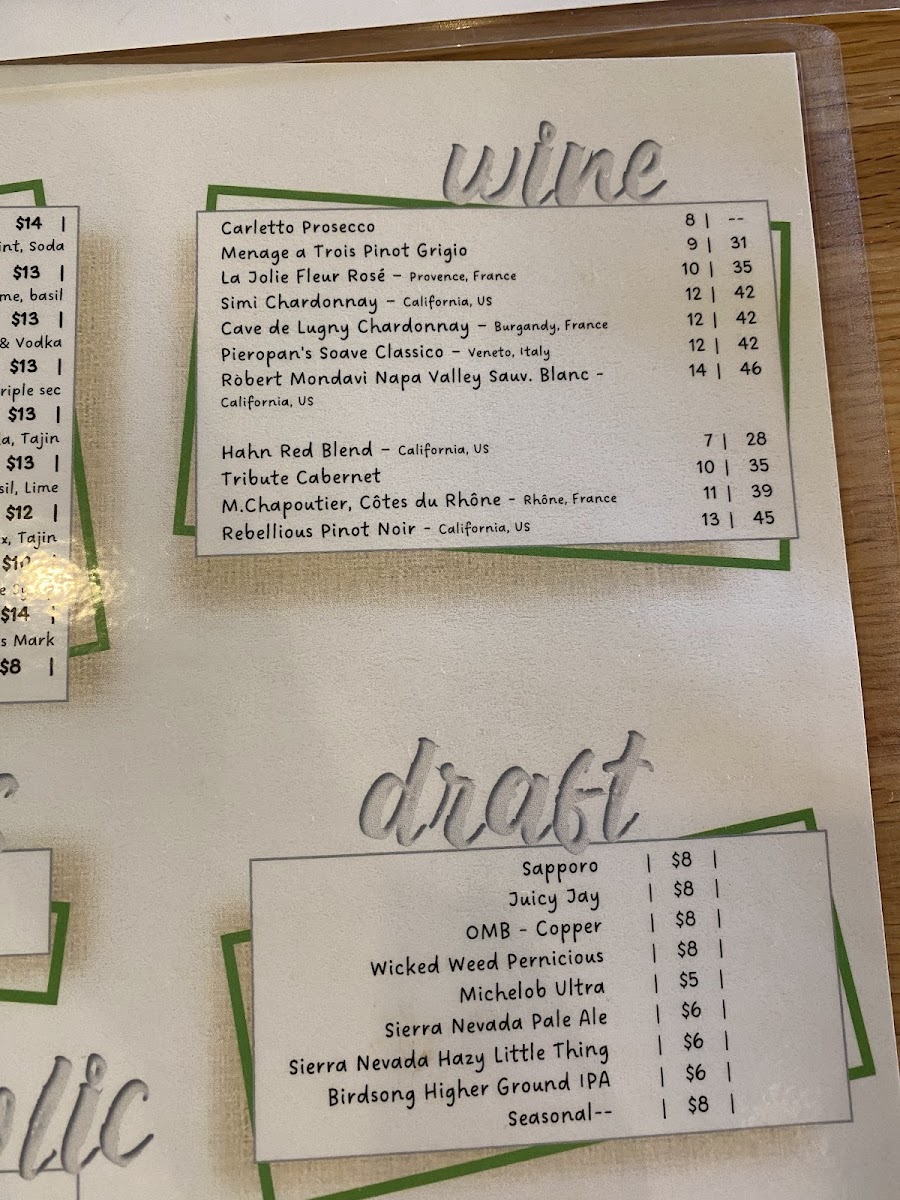 $14 |
int, Soda
$13 |
me, basil
$13 |
& Vodka
$13 |
riple sec
$13 |
a, Tajin
$13 |
sil, Lime
$12 |
x, Tajin
$14 |
s Mark
$8 |
wine
Carletto Prosecco 8 | --
Menage a Trois Pinot Grigio 9 | 31
La Jolie Fleur Rosé - Provence, France 10 | 35
Simi Chardonnay - California, US 12 | 42
Cave de Lugny Chardonnay - Burgandy, France 12 | 42
Pieropan's Soave Classico - Veneto, Italy 12 | 42
Robert Mondavi Napa Valley Sauv. Blanc - 14 | 46
California, US
Hahn Red Blend - California, US 7 | 28
Tribute Cabernet 10 | 35
M.Chapoutier, Côtes du Rhône - Rhône, France 11 | 39
Rebellious Pinot Noir - California, US 13 | 45
draft
Sapporo | $8 |
Juicy Jay | $8 |
OMB - Copper | $8 |
Wicked Weed Pernicious | $8 |
Michelob Ultra | $5 |
Sierra Nevada Pale Ale | $6 |
Sierra Nevada Hazy Little Thing | $6 |
Birdsong Higher Ground IPA | $6 |
Seasonal-- | $8 |
lic